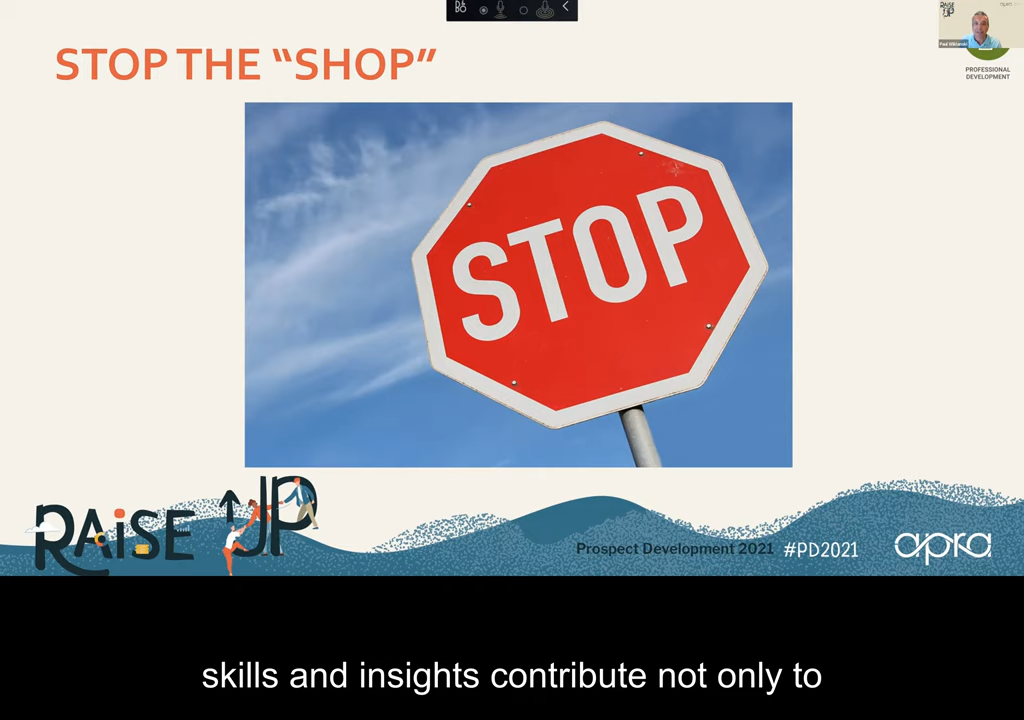 STOP THE “SHOP”
PROFESSIONAL
DEVELOPMENT
STOP
RAiSE UP
Prospect Development 2021 #PD2021 apra
skills and insights contribute not only to